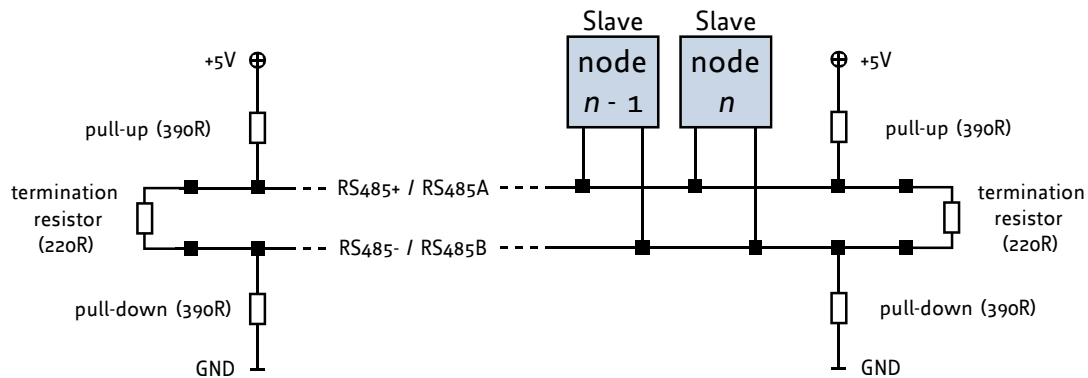 Slave
Slave
node
n - 1
node
n
+5V
+5V
pull-up (390R)
pull-up (390R)
termination
resistor
(220R)
RS485+ / RS485A
termination
resistor
(220R)
RS485- / RS485B
pull-down (390R)
pull-down (390R)
GND
GND